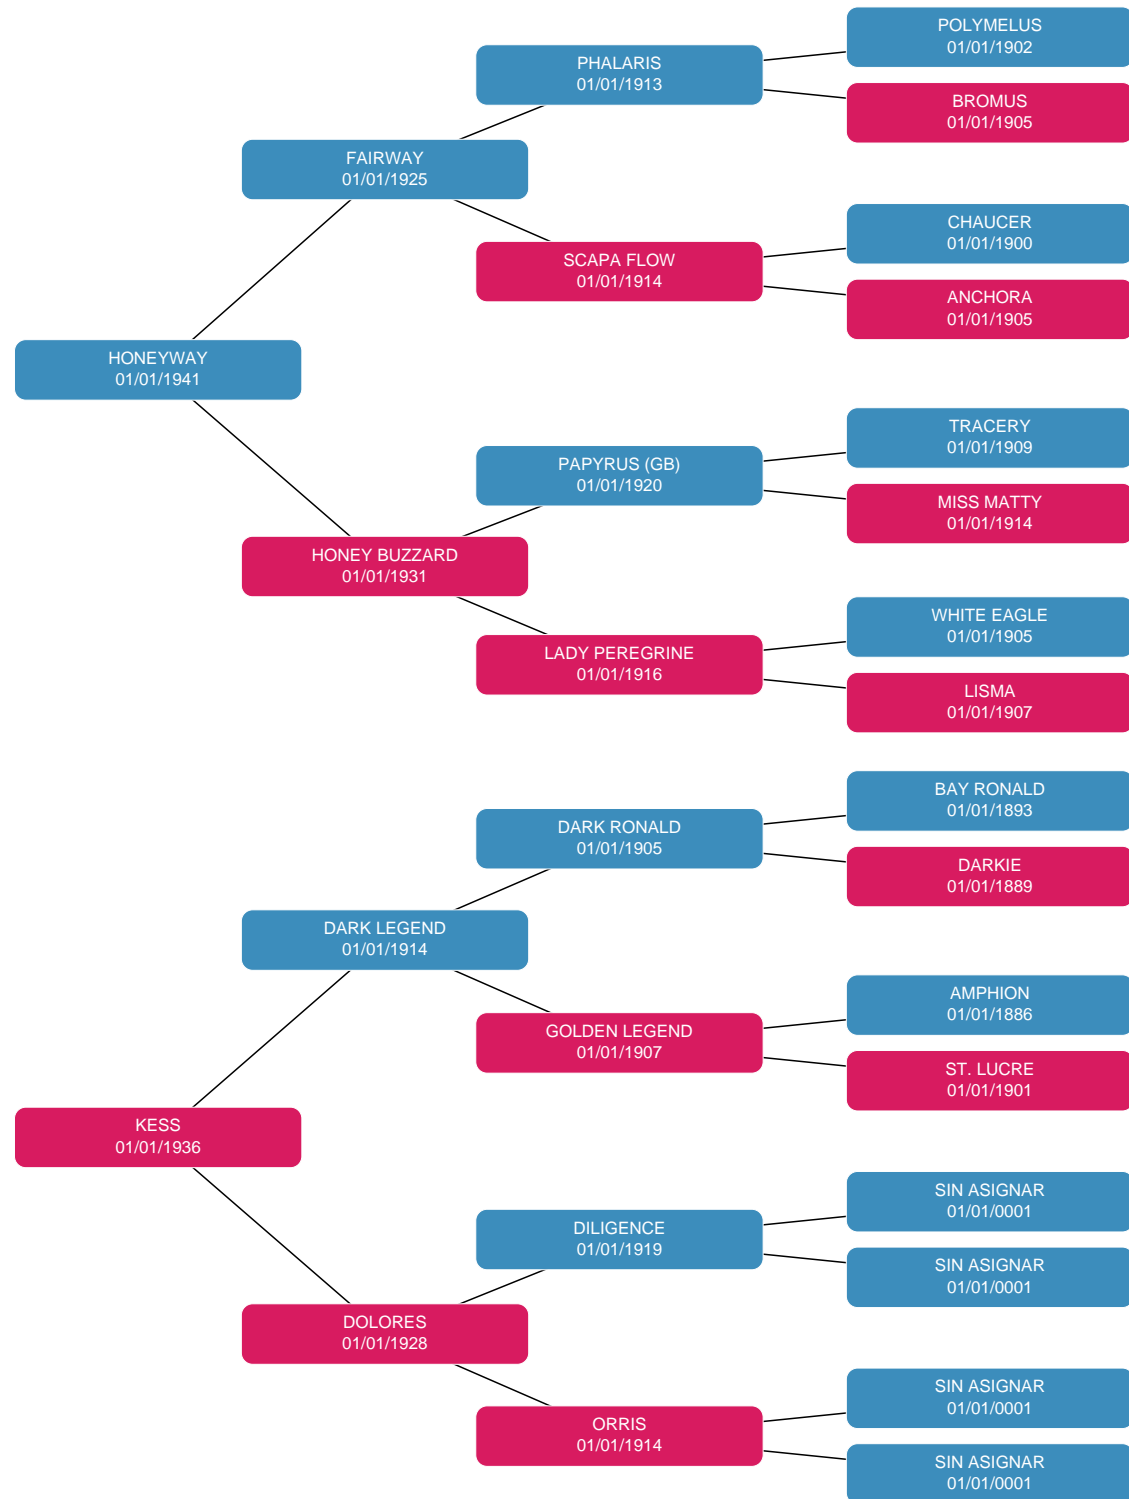 POLYMELUS
01/01/1902
PHALARIS
01/01/1913
BROMUS
01/01/1905
FAIRWAY
01/01/1925
CHAUCER
01/01/1900
SCAPA FLOW
01/01/1914
ANCHORA
01/01/1905
HONEYWAY
01/01/1941
TRACERY
01/01/1909
PAPYRUS (GB)
01/01/1920
MISS MATTY
01/01/1914
HONEY BUZZARD
01/01/1931
WHITE EAGLE
01/01/1905
LADY PEREGRINE
01/01/1916
LISMA
01/01/1907
BAY RONALD
01/01/1893
DARK RONALD
01/01/1905
DARKIE
01/01/1889
DARK LEGEND
01/01/1914
AMPHION
01/01/1886
GOLDEN LEGEND
01/01/1907
ST. LUCRE
01/01/1901
KESS
01/01/1936
SIN ASIGNAR
01/01/0001
DILIGENCE
01/01/1919
SIN ASIGNAR
01/01/0001
DOLORES
01/01/1928
SIN ASIGNAR
01/01/0001
ORRIS
01/01/1914
SIN ASIGNAR
01/01/0001